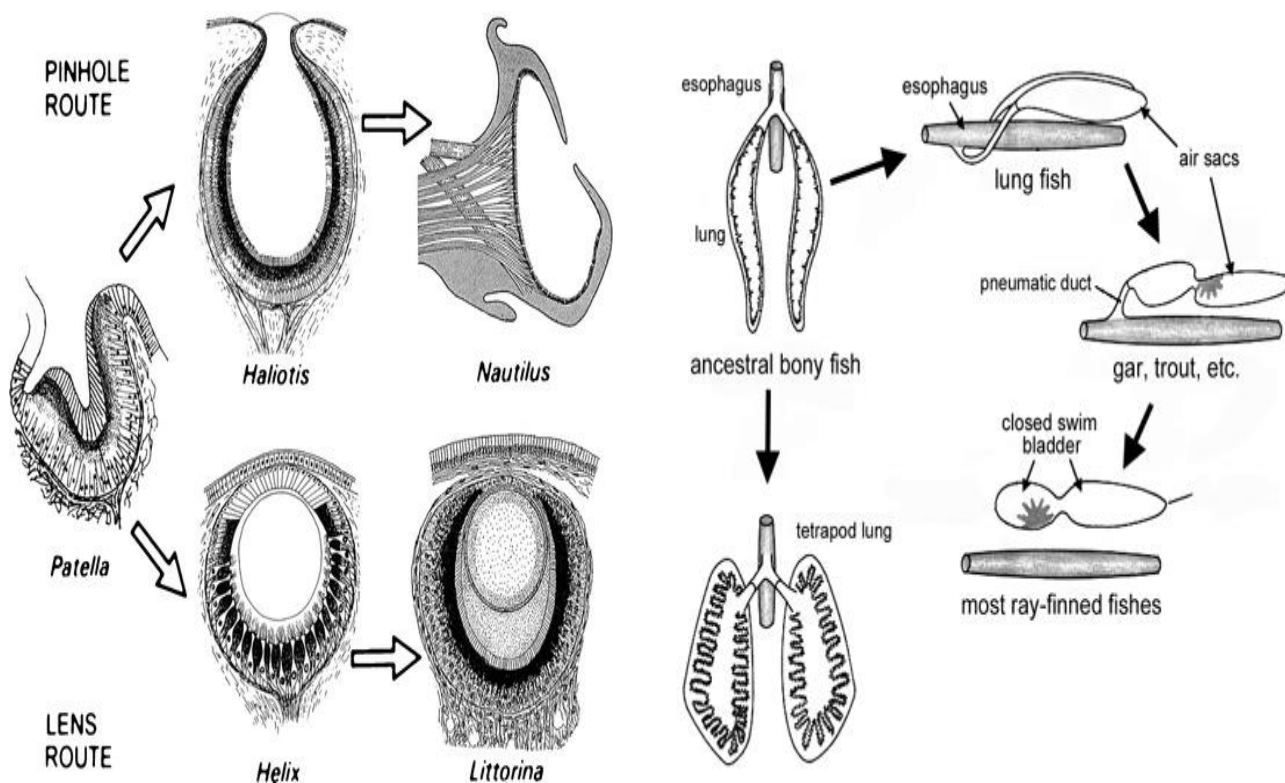 PINHOLE
ROUTE
Haliotis
Nautilus
Patella
LENS
ROUTE
Helix
Littorina
esophagus
lung
ancestral bony fish
esophagus
air sacs
lung fish
pneumatic duct
gar, trout, etc.
closed swim
bladder
most ray-finned fishes
tetrapod lung